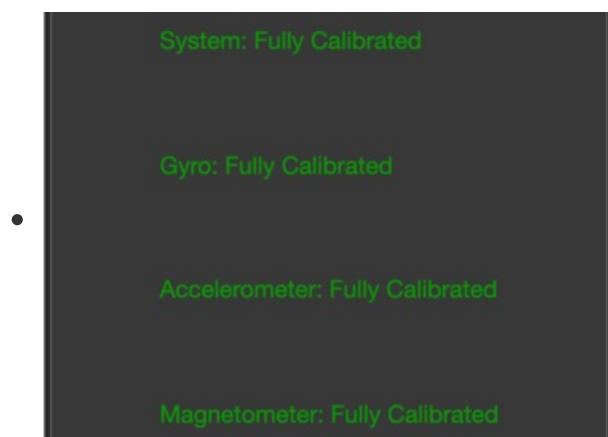 System: Fully Calibrated
Gyro: Fully Calibrated
Accelerometer: Fully Calibrated
Magnetometer: Fully Calibrated